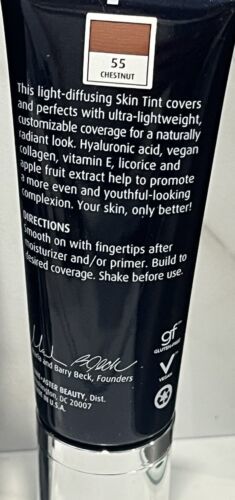 55
CHESTNUT
This light-diffusing Skin Tint covers
and perfects with ultra-lightweight,
customizable coverage for a naturally
radiant look. Hyaluronic acid, vegan
collagen, vitamin E, licorice and
apple fruit extract help to promote
a more even and youthful-looking
complexion. Your skin, only better!
DIRECTIONS
Smooth on with fingertips after
moisturizer and/or primer. Build to
desired coverage. Shake before use.
and Barry Beck, Founders
BEAUTY, Dist.
DC 20007
U.S.A.
gf